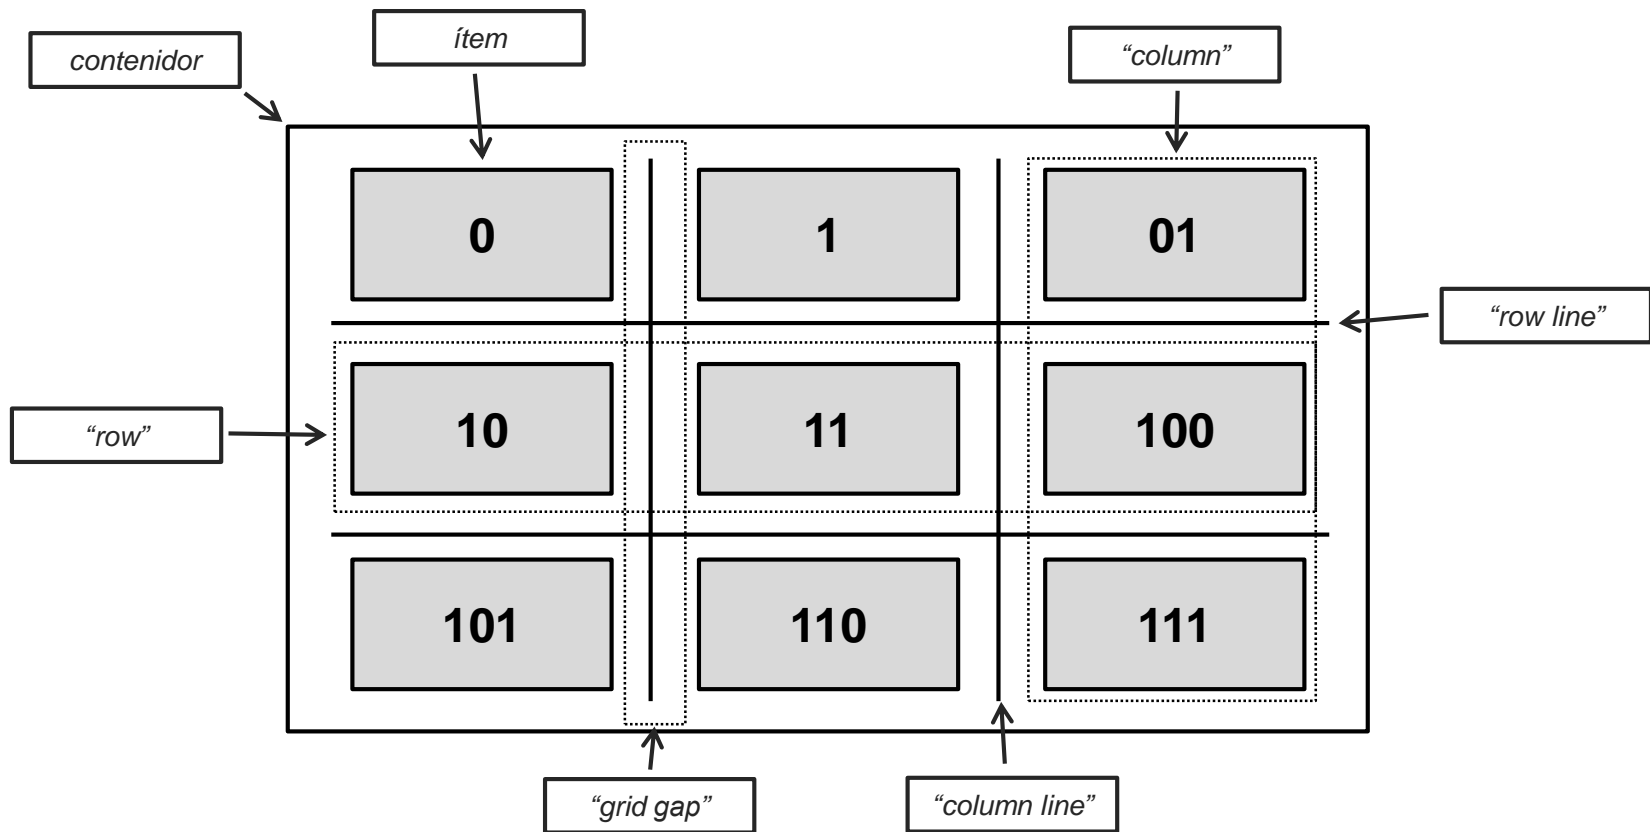 ítem
“column”
contenidor
0
1
01
“row line”
10
11
100
“row”
101
110
111
“grid gap”
“column line”